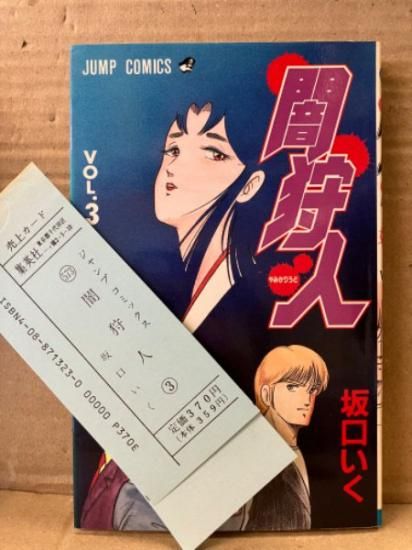 JUMP COMICS
闇狩人
やみかりうど
VOL.3
坂口いく
売上カード
集英社
ジャンプコミックス
闇狩人
③
坂口いく
定価370円
(本体359円)
ISBN4-08-871323-0 C0000 P370E